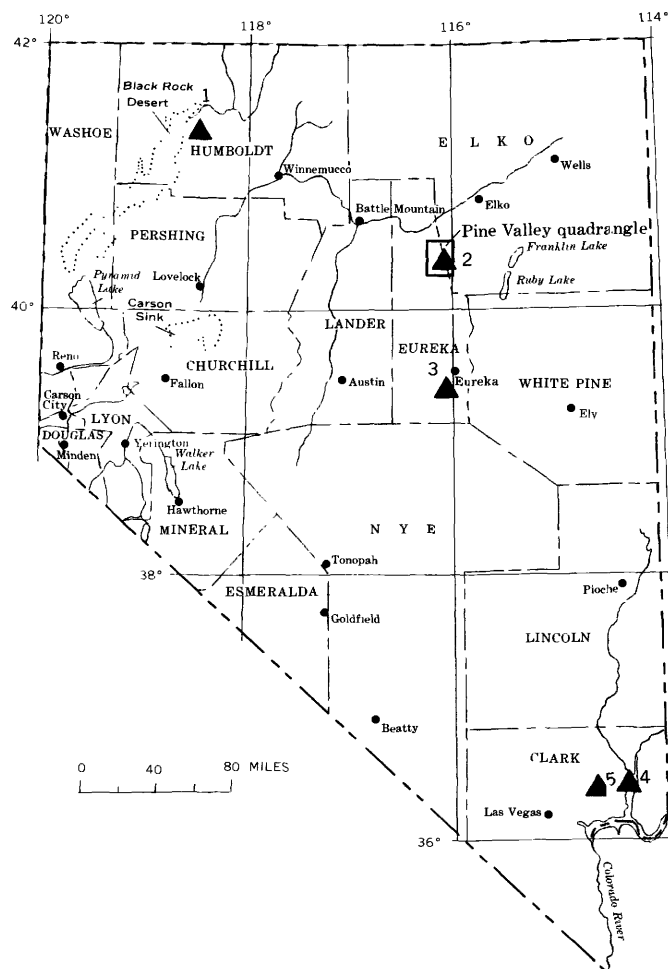 120°
118°
116°
114°
42°
Black Rock
Desert
1
WASHOE
HUMBOLDT
ELKO
Wells
Winnemucco
Elko
Battle Mountain
PERSHING
Pine Valley quadrangle
Franklin Lake
2
Ruby Lake
Pyramid
Lake
Lovelock
40°
Carson
Sink
LANDER
EUREKA
Reno
CHURCHILL
3
Eureka
WHITE PINE
Fallon
Austin
Carson
City
Ely
LYON
DOUGLAS
Yerington
Minden
Walker
Lake
Hawthorne
MINERAL
NYE
Tonopah
38°
ESMERALDA
Pioche
Goldfield
LINCOLN
Beatty
CLARK
0 40 80 MILES
5
4
Las Vegas
36°
Colorado River